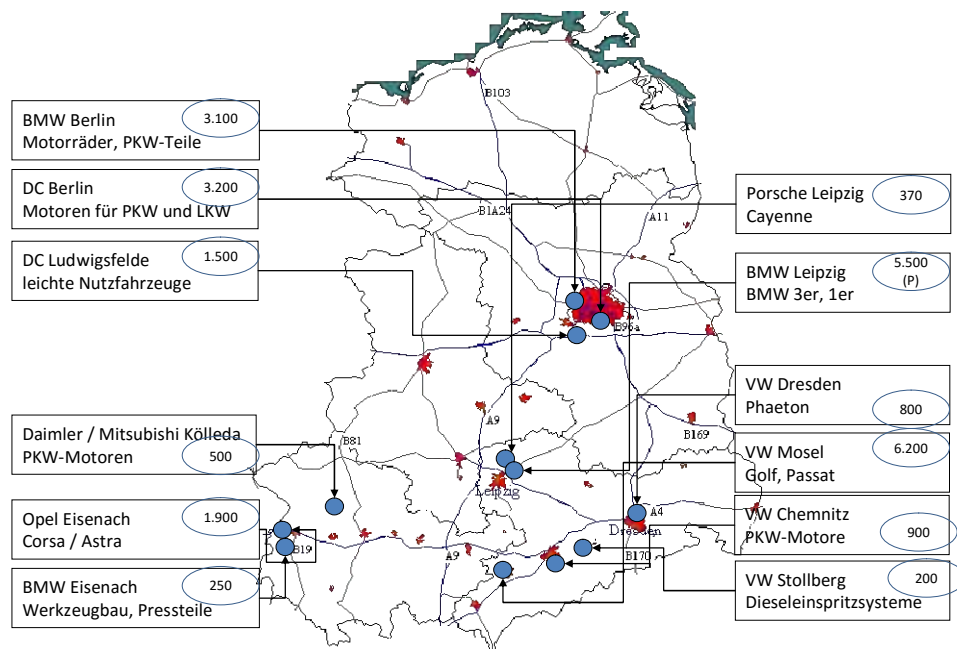 BMW Berlin
3.100
Motorräder, PKW-Teile
DC Berlin
3.200
Motoren für PKW und LKW
DC Ludwigsfelde
1.500
leichte Nutzfahrzeuge
Daimler / Mitsubishi Kölleda
PKW-Motoren
500
Opel Eisenach
1.900
Corsa / Astra
BMW Eisenach
250
Werkzeugbau, Pressteile
B103
B1A24
A11
B96a
A9
B81
B169
Leipzig
A4
Dresden
B19
A9
B170
Porsche Leipzig
370
Cayenne
BMW Leipzig
5.500
(P)
BMW 3er, 1er
VW Dresden
Phaeton
800
VW Mosel
6.200
Golf, Passat
VW Chemnitz
PKW-Motore
900
VW Stollberg
200
Dieseleinspritzsysteme